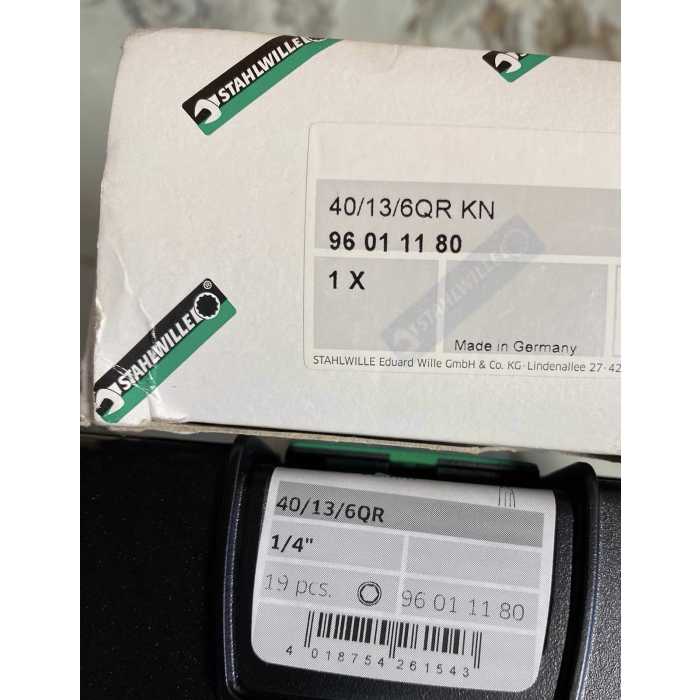 STAHLWILLE
40/13/6QR KN
96 01 11 80
1 X
STAHLWILLE
Made in Germany
STAHLWILLE Eduard Wille GmbH & Co. KG·Lindenallee 27-42
STAHLWILLE®
40/13/6QR
1/4"
19 pcs.
96 01 11 80
4 018754 261543